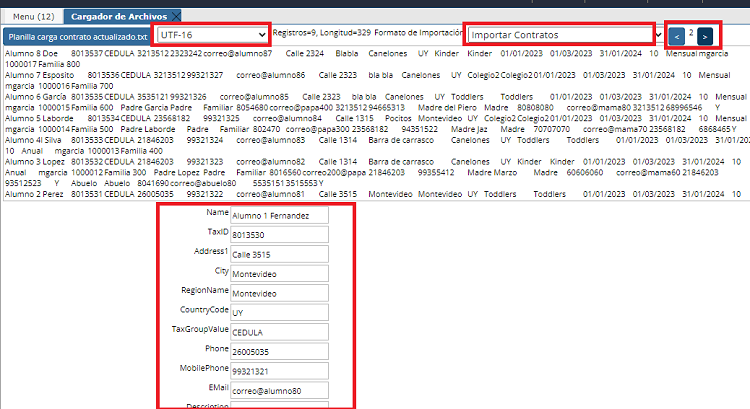 Menu (12) Cargador de Archivos X
Planilla carga contrato actualizado.txt UTF-16 Registros=9, Longitud=329 Formato de Importación Importar Contratos < 2 >
Alumno 8 Doe 8013537 CEDULA 3213512 2323242 correo@alumno87 Calle 2324 Blabla Canelones UY Kinder Kinder 01/01/2023 01/03/2023 31/01/2024 10 Mensual mgarcia
1000017 Familia 800
Alumno 7 Esposito 8013536 CEDULA 3213512 99321327 correo@alumno86 Calle 2323 bla bla Canelones UY Colegio2 Colegio2 01/01/2023 01/03/2023 31/01/2024 10 Mensual
mgarcia 1000016 Familia 700
Alumno 6 García 8013535 CEDULA 3535121 99321326 correo@alumno85 Calle 2323 bla bla Canelones UY Toddlers Toddlers 01/01/2023 01/03/2023 31/01/2024 10 Mensual
mgarcia 1000015 Familia 600 Padre Garcia Padre Familiar 8054680 correo@papa400 3213512 94665313 Madre del Piero Madre 80808080 correo@mama80 3213512 68996546 Y
Alumno 5 Laborde 8013534 CEDULA 23568182 99321325 correo@alumno84 Calle 1315 Pocitos Montevideo UY Colegio2 Colegio2 01/01/2023 01/03/2023 31/01/2024 10 Mensual
mgarcia 1000014 Familia 500 Padre Laborde Padre Familiar 802470 correo@papa300 23568182 94351522 Madre Jaz Madre 70707070 correo@mama70 23568182 6868465 Y
Alumno 4l Silva 8013533 CEDULA 21846203 99321324 correo@alumno83 Calle 1314 Barra de carrasco Canelones UY Toddlers Toddlers 01/01/2023 01/03/2023 31/01/2024
10 Anual mgarcia 1000013 Familia 400
Alumno 3 Lopez 8013532 CEDULA 21846203 99321323 correo@alumno82 Calle 1314 Barra de carrasco Canelones UY Kinder Kinder 01/01/2023 01/03/2023 31/01/2024 10
Anual mgarcia 1000012 Familia 300 Padre Lopez Padre Familiar 8016560 correo200@papa 21846203 99355412 Madre Marzo Madre 60606060 correo@mama60 21846203
93512523 Y Abuelo Abuelo 8041690 correo@abuelo80 55351513515553 Y
Alumno 2 Perez 8013531 CEDULA 26005035 99321322 correo@alumno81 Calle 3515 Montevideo Montevideo UY Toddlers Toddlers 01/01/2023 01/03/2023 31/01/2024 10
Name Alumno 1 Fernandez
TaxID 8013530
Address1 Calle 3515
City Montevideo
RegionName Montevideo
CountryCode UY
TaxGroupValue CEDULA
Phone 26005035
MobilePhone 99321321
EMail correo@alumno80
Description